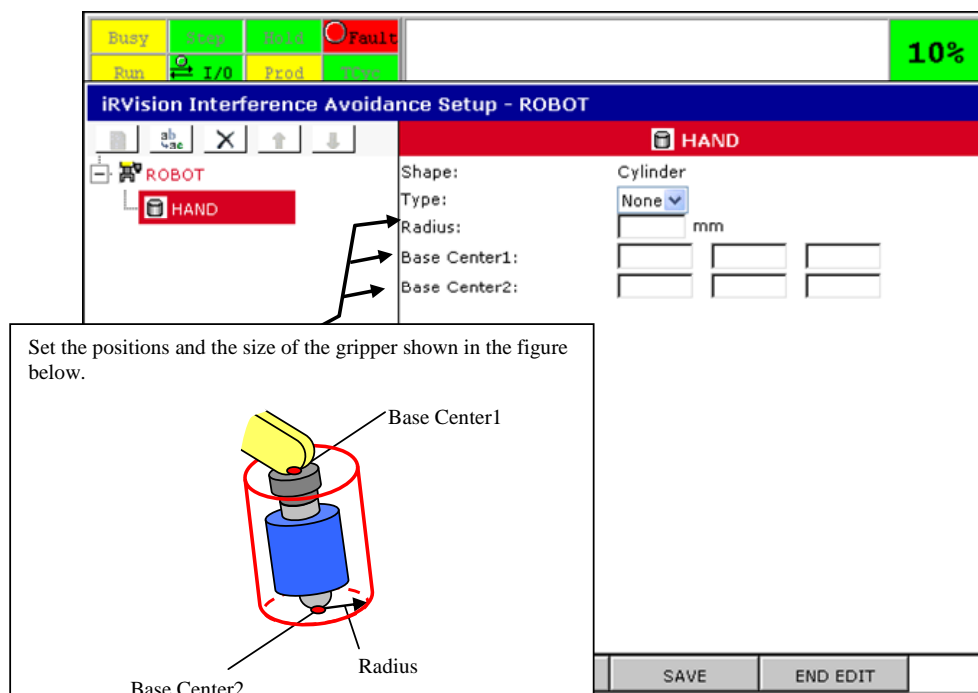 Busy Step Hold Fault
Run I/O Prod TCyc
10%
iRVision Interference Avoidance Setup - ROBOT
HAND
ROBOT
HAND
Shape: Cylinder
Type: None
Radius: mm
Base Center1:
Base Center2:
Set the positions and the size of the gripper shown in the figure
below.
Base Center1
Radius
Base Center2
SAVE END EDIT